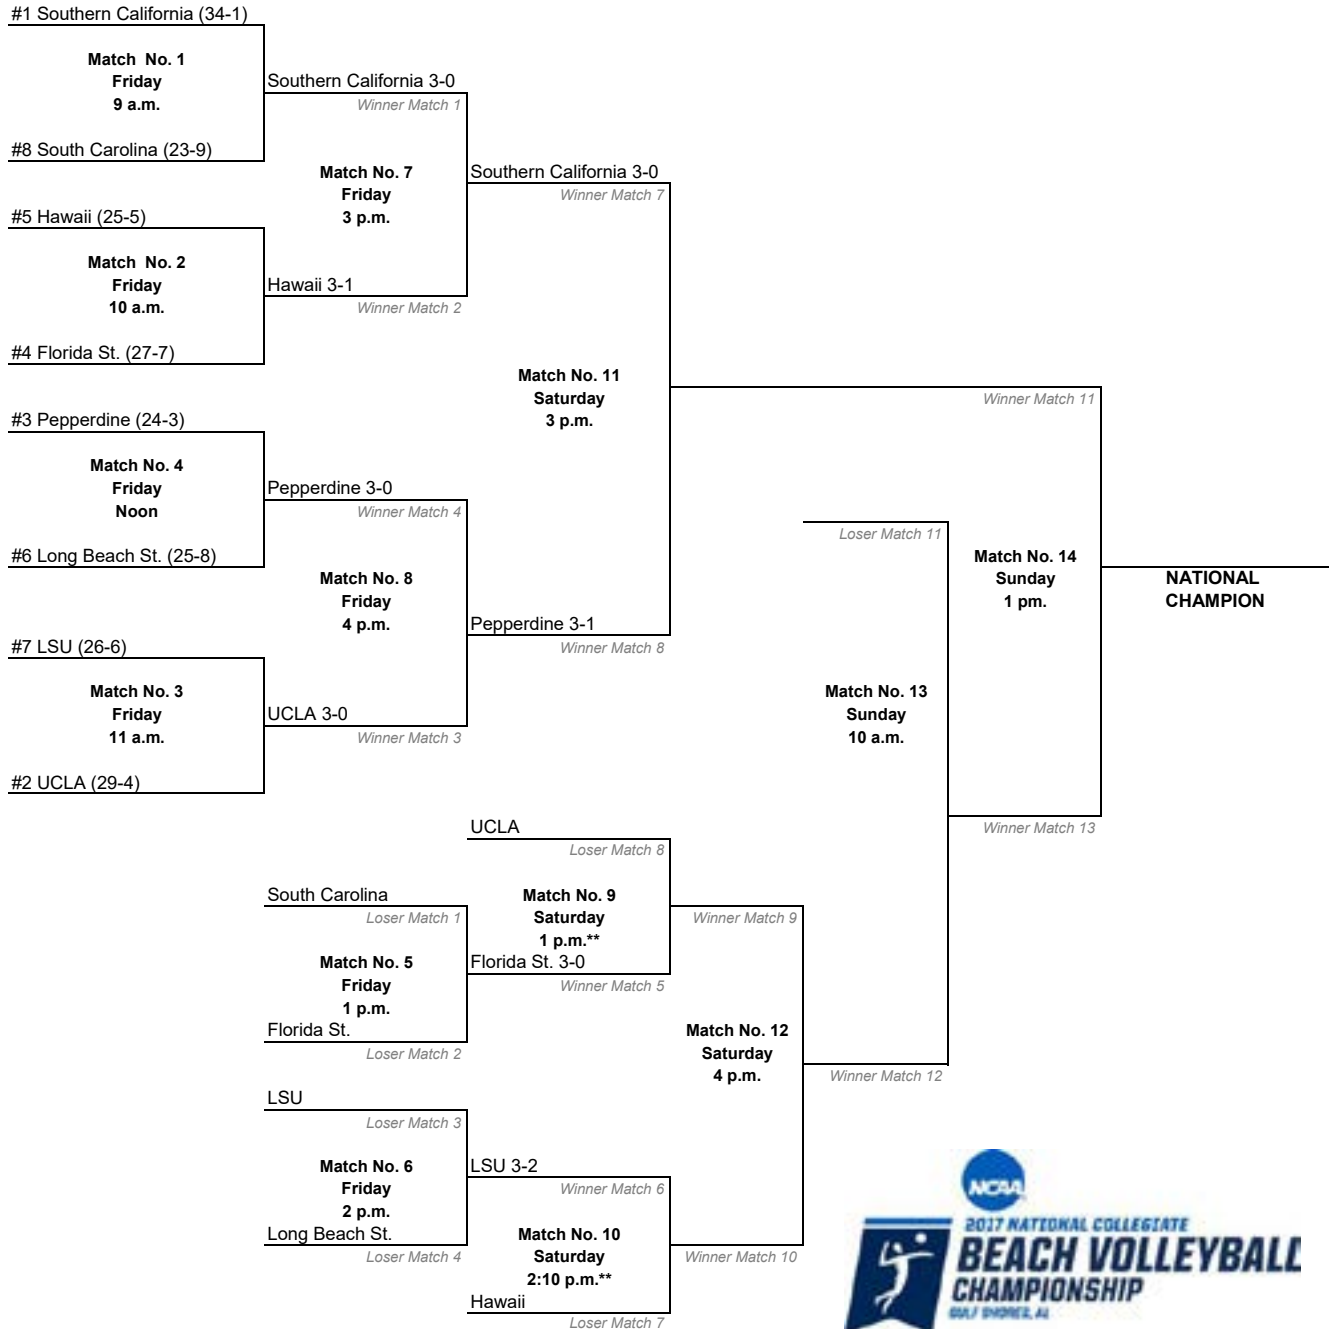 #1 Southern California (34-1)
Match No. 1
Friday
9 a.m.
#8 South Carolina (23-9)
Southern California 3-0
Winner Match 1
#5 Hawaii (25-5)
Match No. 2
Friday
10 a.m.
#4 Florida St. (27-7)
Hawaii 3-1
Winner Match 2
Match No. 7
Friday
3 p.m.
Southern California 3-0
Winner Match 7
#3 Pepperdine (24-3)
Match No. 4
Friday
Noon
#6 Long Beach St. (25-8)
Pepperdine 3-0
Winner Match 4
#7 LSU (26-6)
Match No. 3
Friday
11 a.m.
#2 UCLA (29-4)
UCLA 3-0
Winner Match 3
Match No. 8
Friday
4 p.m.
Pepperdine 3-1
Winner Match 8
Match No. 11
Saturday
3 p.m.
Winner Match 11
Loser Match 11
Match No. 14
Sunday
1 pm.
NATIONAL
CHAMPION
Match No. 13
Sunday
10 a.m.
Winner Match 13
UCLA
Loser Match 8
Match No. 9
Saturday
1 p.m.**
South Carolina
Loser Match 1
Match No. 5
Friday
1 p.m.
Florida St.
Loser Match 2
Florida St. 3-0
Winner Match 5
Winner Match 9
Match No. 12
Saturday
4 p.m.
Winner Match 12
LSU
Loser Match 3
Match No. 6
Friday
2 p.m.
Long Beach St.
Loser Match 4
LSU 3-2
Winner Match 6
Match No. 10
Saturday
2:10 p.m.**
Hawaii
Loser Match 7
Winner Match 10
NCAA
2017 NATIONAL COLLEGIATE
BEACH VOLLEYBALL
CHAMPIONSHIP
GULF SHORES, AL